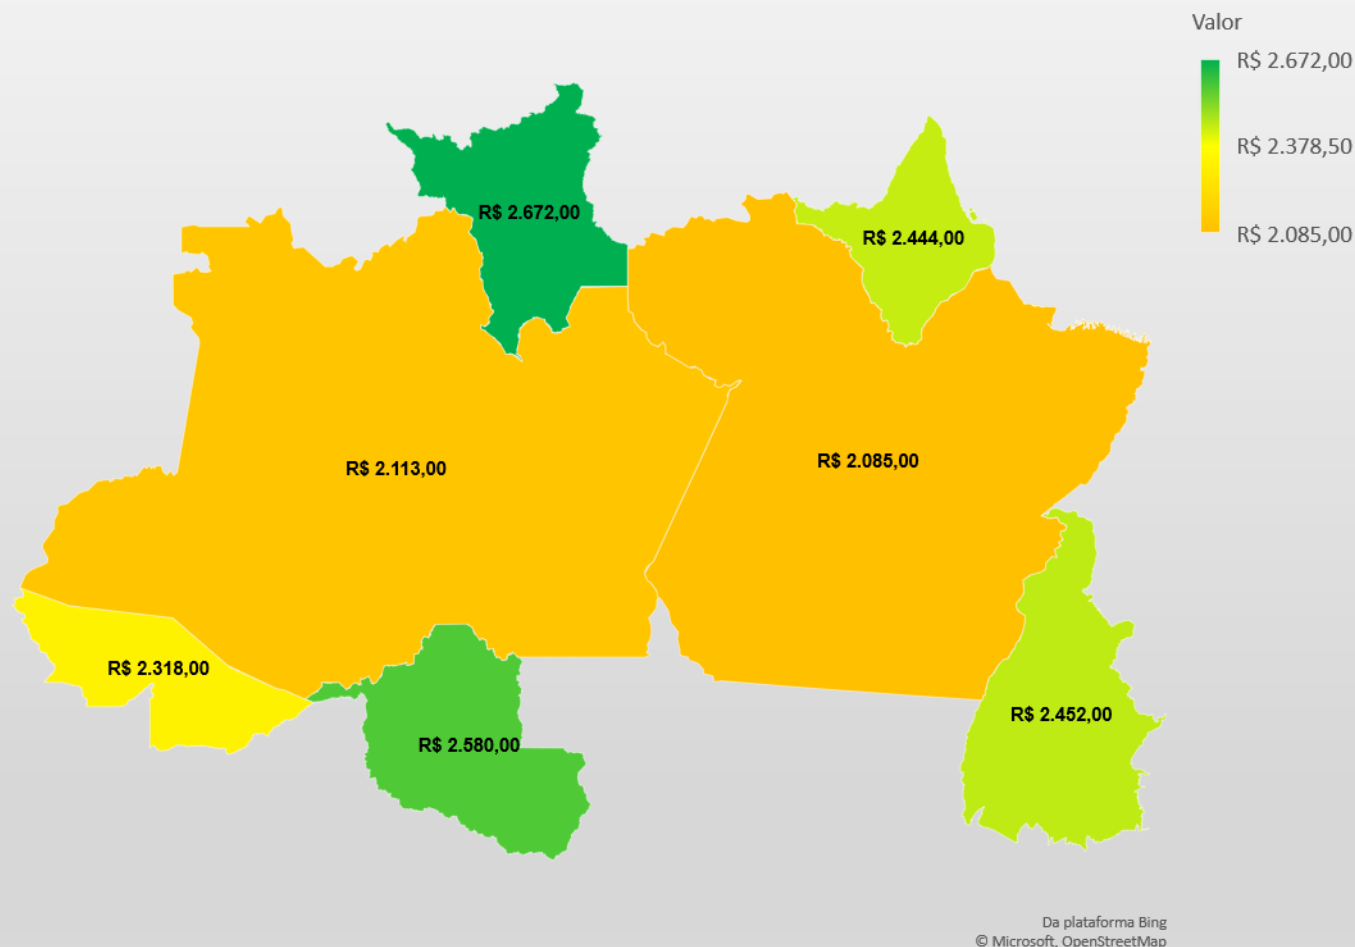 Valor
R$ 2.672,00
R$ 2.378,50
R$ 2.085,00
R$ 2.672,00
R$ 2.444,00
R$ 2.113,00
R$ 2.085,00
R$ 2.318,00
R$ 2.580,00
R$ 2.452,00
Da plataforma Bing
© Microsoft, OpenStreetMap